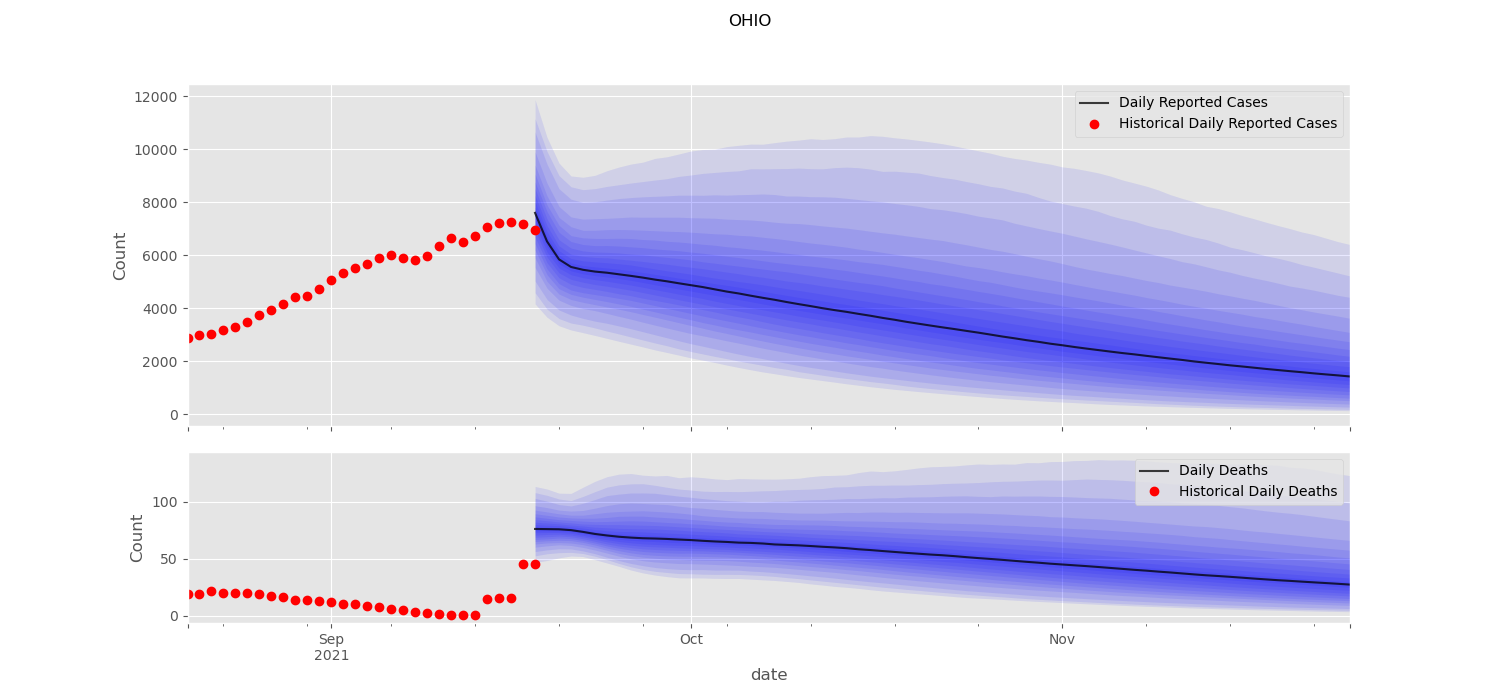 OHIO
12000
10000
8000
6000
4000
2000
0
Count
Daily Reported Cases
Historical Daily Reported Cases
100
50
0
Count
Daily Deaths
Historical Daily Deaths
Sep
2021
Oct
Nov
date